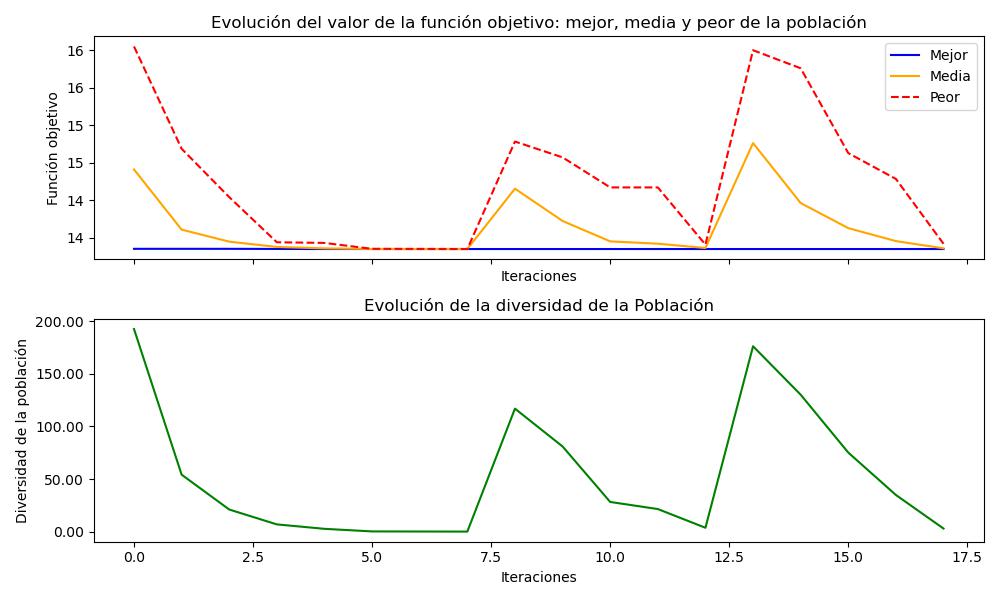 Evolución del valor de la función objetivo: mejor, media y peor de la población
Función objetivo
16
16
15
15
14
14
Mejor
Media
Peor
Iteraciones
Evolución de la diversidad de la Población
Diversidad de la población
200.00
150.00
100.00
50.00
0.00
0.0 2.5 5.0 7.5 10.0 12.5 15.0 17.5
Iteraciones